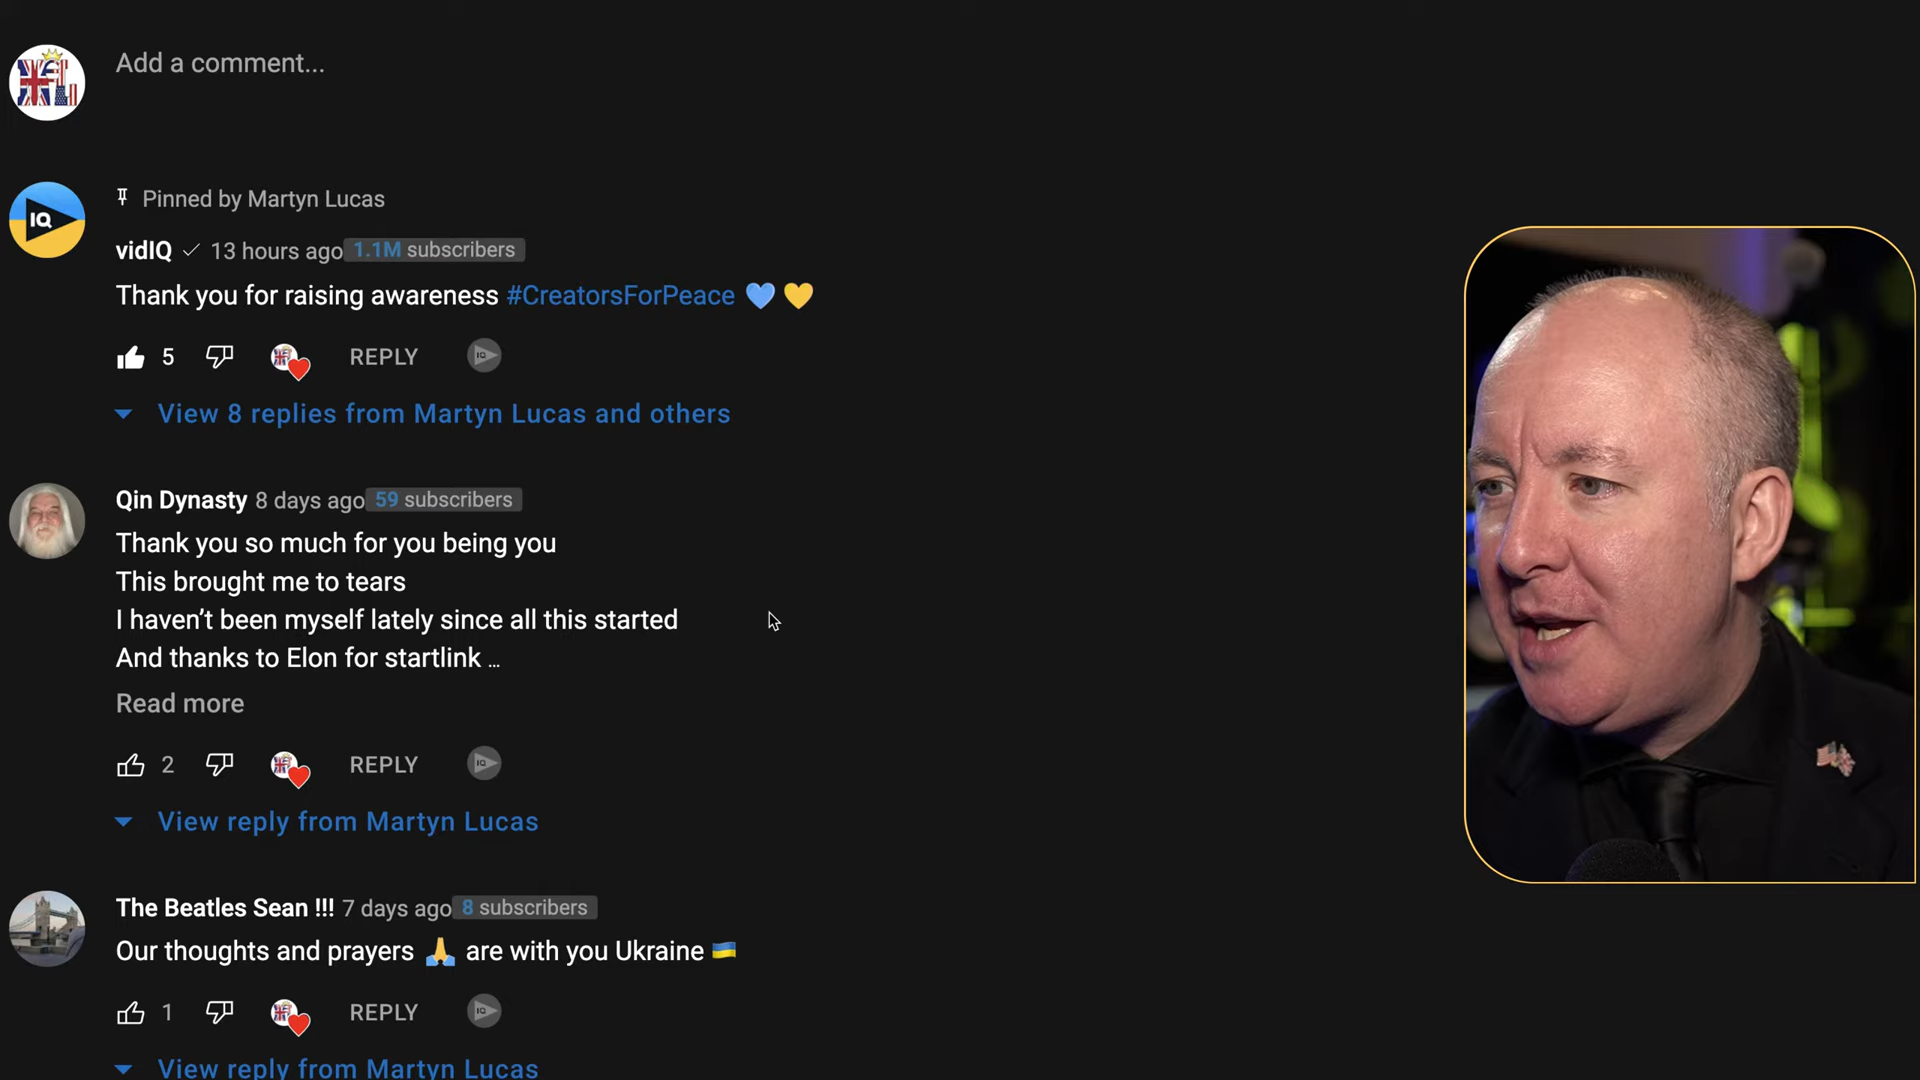 Add a comment...
Pinned by Martyn Lucas
IQ
vidIQ 13 hours ago 1.1M subscribers
Thank you for raising awareness #CreatorsForPeace 💙 💛
5 REPLY IQ
View 8 replies from Martyn Lucas and others
Qin Dynasty 8 days ago 59 subscribers
Thank you so much for you being you
This brought me to tears
I haven’t been myself lately since all this started
And thanks to Elon for startlink ...
Read more
2 REPLY IQ
View reply from Martyn Lucas
The Beatles Sean !!! 7 days ago 8 subscribers
Our thoughts and prayers 🙏 are with you Ukraine 🇺🇦
1 REPLY IQ
View reply from Martyn Lucas